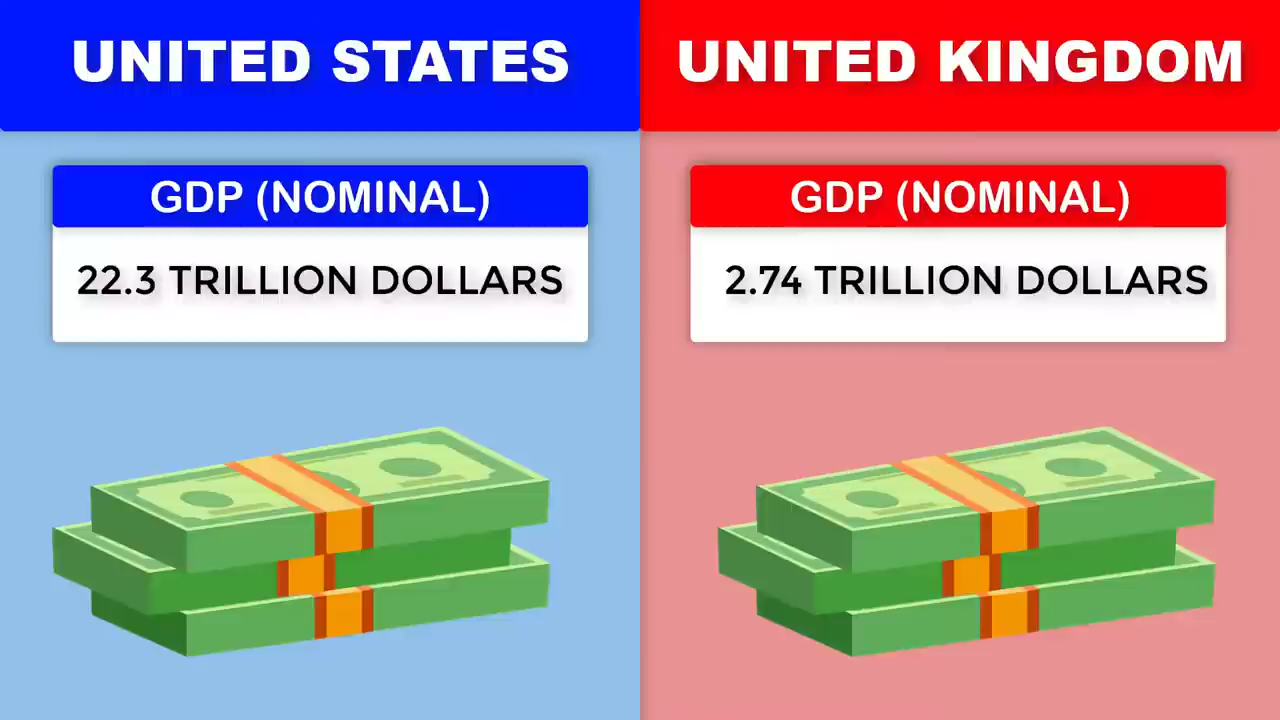 UNITED STATES
GDP (NOMINAL)
22.3 TRILLION DOLLARS
UNITED KINGDOM
GDP (NOMINAL)
2.74 TRILLION DOLLARS